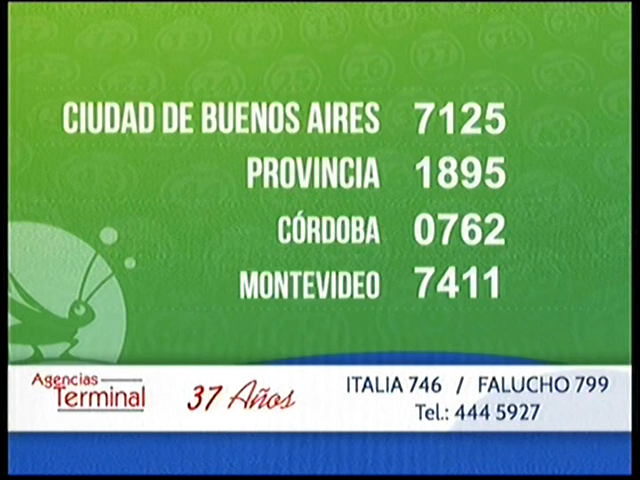 CIUDAD DE BUENOS AIRES 7125
PROVINCIA 1895
CÓRDOBA 0762
MONTEVIDEO 7411
Agencias Terminal
37 Años
ITALIA 746 / FALUCHO 799
Tel.: 444 5927